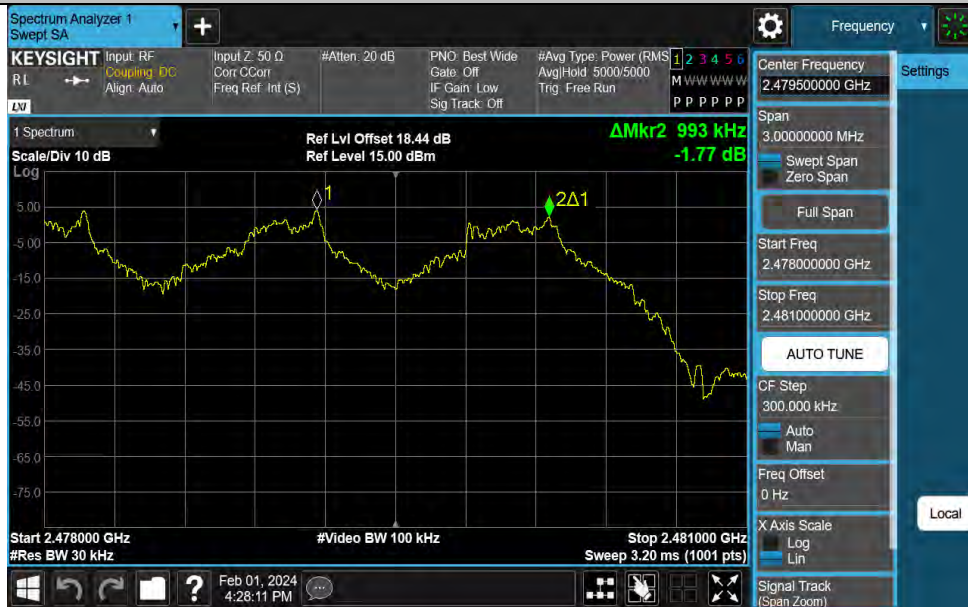 Spectrum Analyzer 1
Swept SA
+
Frequency
KEYSIGHT
RL
LXI
Input: RF
Coupling: DC
Align: Auto
Input Z: 50 Ω
Corr CCorr
Freq Ref: Int (S)
#Atten: 20 dB
PNO: Best Wide
Gate: Off
IF Gain: Low
Sig Track: Off
#Avg Type: Power (RMS
Avg|Hold: 5000/5000
Trig: Free Run
1 2 3 4 5 6
M W W W W W
P P P P P P
1 Spectrum
Scale/Div 10 dB
Log
Ref Lvl Offset 18.44 dB
Ref Level 15.00 dBm
ΔMkr2 993 kHz
-1.77 dB
1
2Δ1
5.00
-5.00
-15.0
-25.0
-35.0
-45.0
-55.0
-65.0
-75.0
Start 2.478000 GHz
#Res BW 30 kHz
#Video BW 100 kHz
Stop 2.481000 GHz
Sweep 3.20 ms (1001 pts)
?
Feb 01, 2024
4:28:11 PM
Center Frequency
2.479500000 GHz
Span
3.00000000 MHz
Swept Span
Zero Span
Full Span
Start Freq
2.478000000 GHz
Stop Freq
2.481000000 GHz
AUTO TUNE
CF Step
300.000 kHz
Auto
Man
Freq Offset
0 Hz
X Axis Scale
Log
Lin
Signal Track
(Span Zoom)
Settings
Local